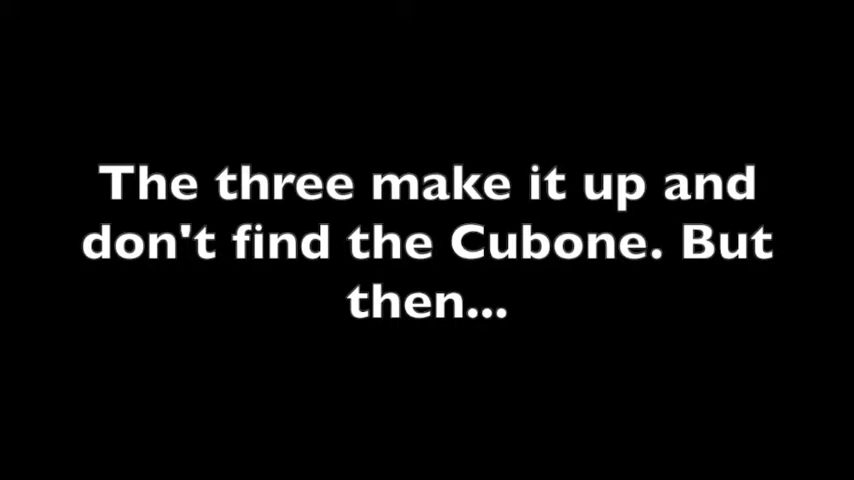 The three make it up and
don't find the Cubone. But
then...